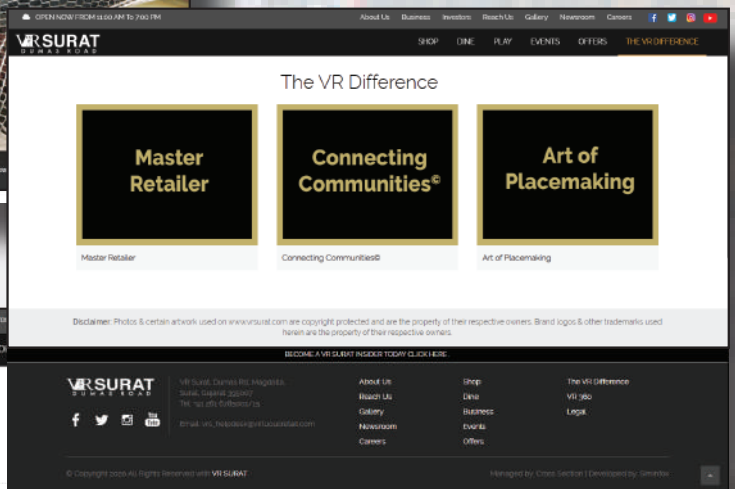 OPEN NOW FROM 11:00 AM To 7:00 PM
About Us Business Investors Reach Us Gallery Newsroom Careers
VR SURAT
DUMAS ROAD
SHOP DINE PLAY EVENTS OFFERS THE VR DIFFERENCE
The VR Difference
Master
Retailer
Connecting
Communities©
Art of
Placemaking
Master Retailer
Connecting Communities©
Art of Placemaking
Disclaimer: Photos & certain artwork used on www.vrsurat.com are copyright protected and are the property of their respective owners. Brand logos & other trademarks used
herein are the property of their respective owners.
BECOME A VR SURAT INSIDER TODAY CLICK HERE.
VR SURAT
DUMAS ROAD
VR Surat, Dumas Rd, Magdalla,
Surat, Gujarat 395007
About Us
Reach Us
Gallery
Newsroom
Careers
Shop
Dine
Business
Events
Offers
The VR Difference
VR 360
Legal
© Copyright 2020 All Rights Reserved with VR SURAT
Managed by: Cross Section | Developed by: